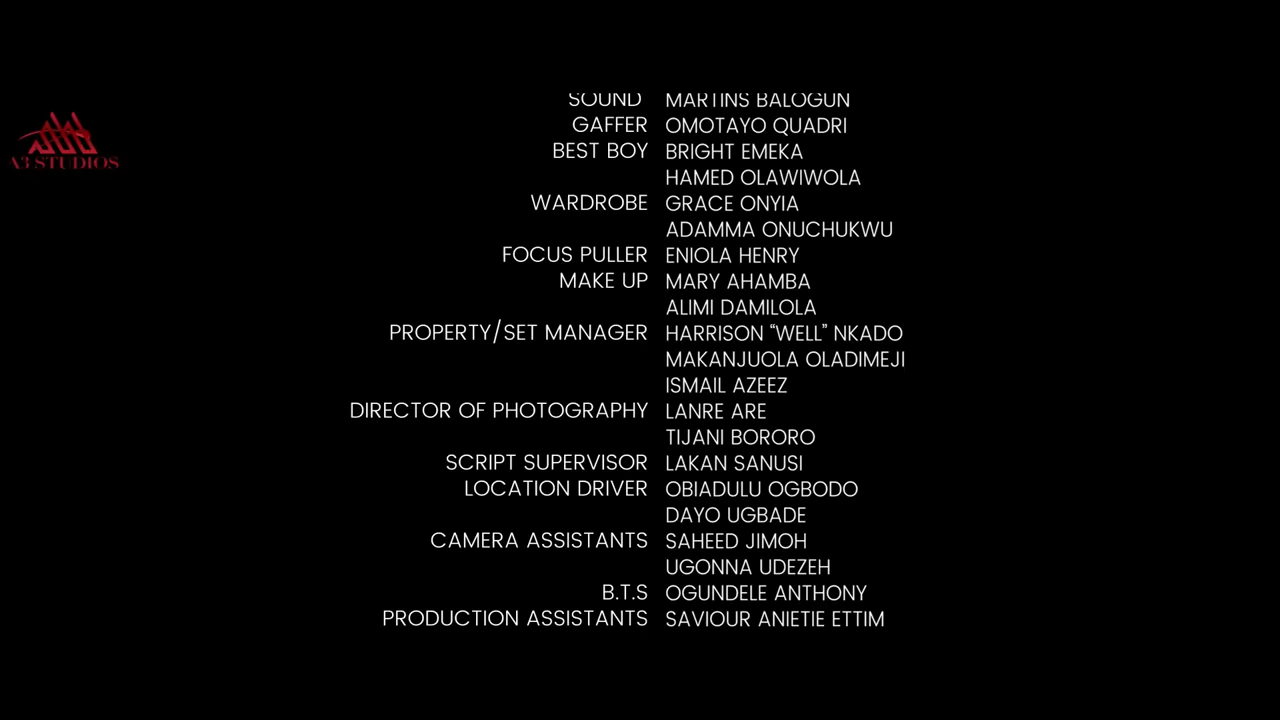 SOUND MARTINS BALOGUN
GAFFER OMOTAYO QUADRI
A3 STUDIOS
BEST BOY BRIGHT EMEKA
HAMED OLAWIWOLA
WARDROBE GRACE ONYIA
ADAMMA ONUCHUKWU
FOCUS PULLER ENIOLA HENRY
MAKE UP MARY AHAMBA
ALIMI DAMILOLA
PROPERTY/SET MANAGER HARRISON “WELL” NKADO
MAKANJUOLA OLADIMEJI
ISMAIL AZEEZ
DIRECTOR OF PHOTOGRAPHY LANRE ARE
TIJANI BORORO
SCRIPT SUPERVISOR LAKAN SANUSI
LOCATION DRIVER OBIADULU OGBODO
DAYO UGBADE
CAMERA ASSISTANTS SAHEED JIMOH
UGONNA UDEZEH
B.T.S OGUNDELE ANTHONY
PRODUCTION ASSISTANTS SAVIOUR ANIETIE ETTIM